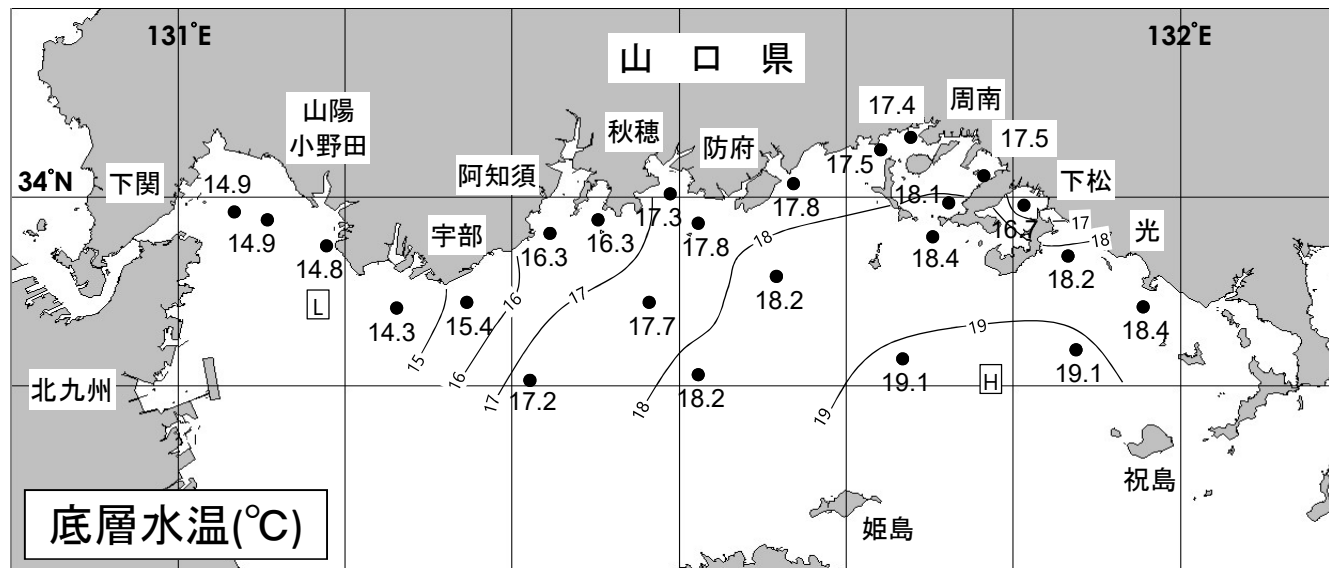 131°E
132°E
山 口 県
17.4
周南
山陽
小野田
秋穂
防府
17.5
17.5
阿知須
下関
34°N
14.9
下松
18.1
17.3
17.8
16.7
17
宇部
14.9
16.3
16.3
17.8
18
18.4
18
光
14.8
18.2
L
16
17
18.2
14.3
15.4
17.7
18.4
19
15
16
北九州
17
17.2
18
18.2
19
19.1
H
19.1
祝島
姫島
底層水温(℃)